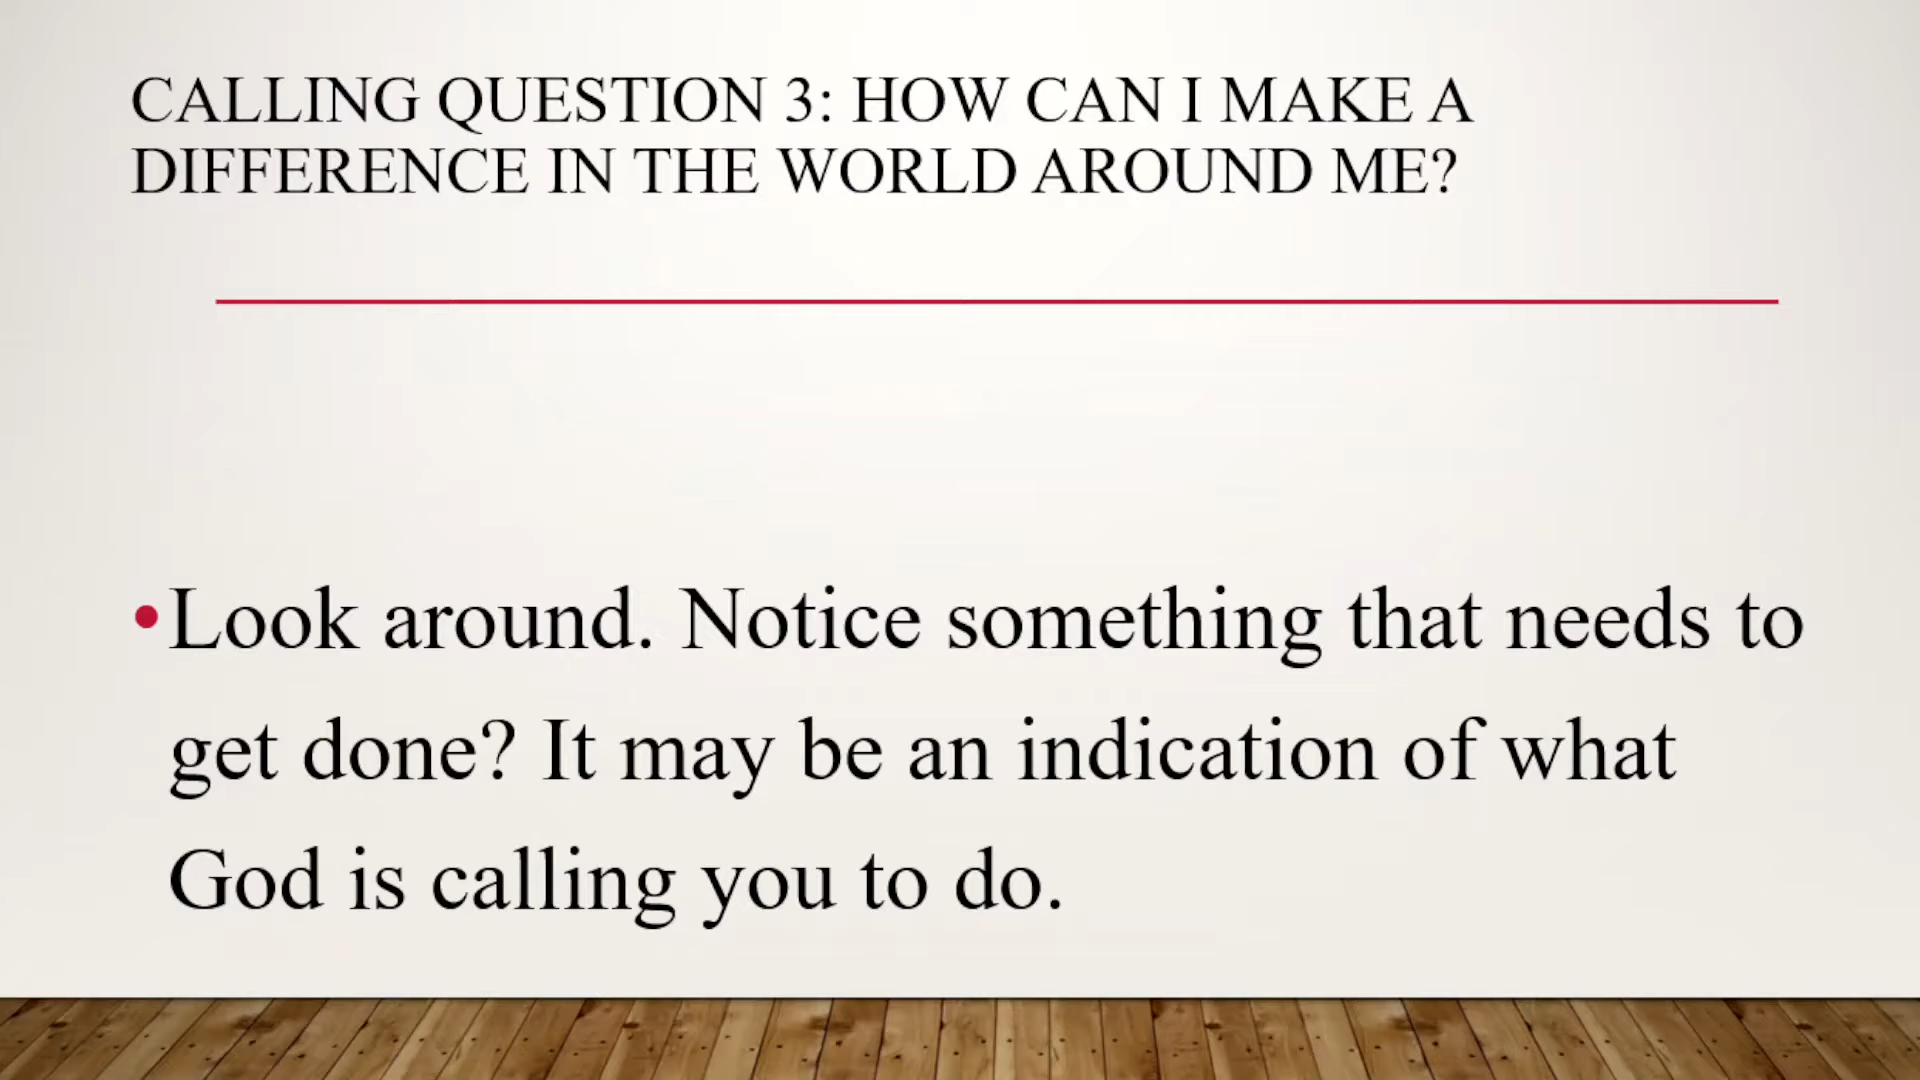 CALLING QUESTION 3: HOW CAN I MAKE A
DIFFERENCE IN THE WORLD AROUND ME?
•Look around. Notice something that needs to
get done? It may be an indication of what
God is calling you to do.